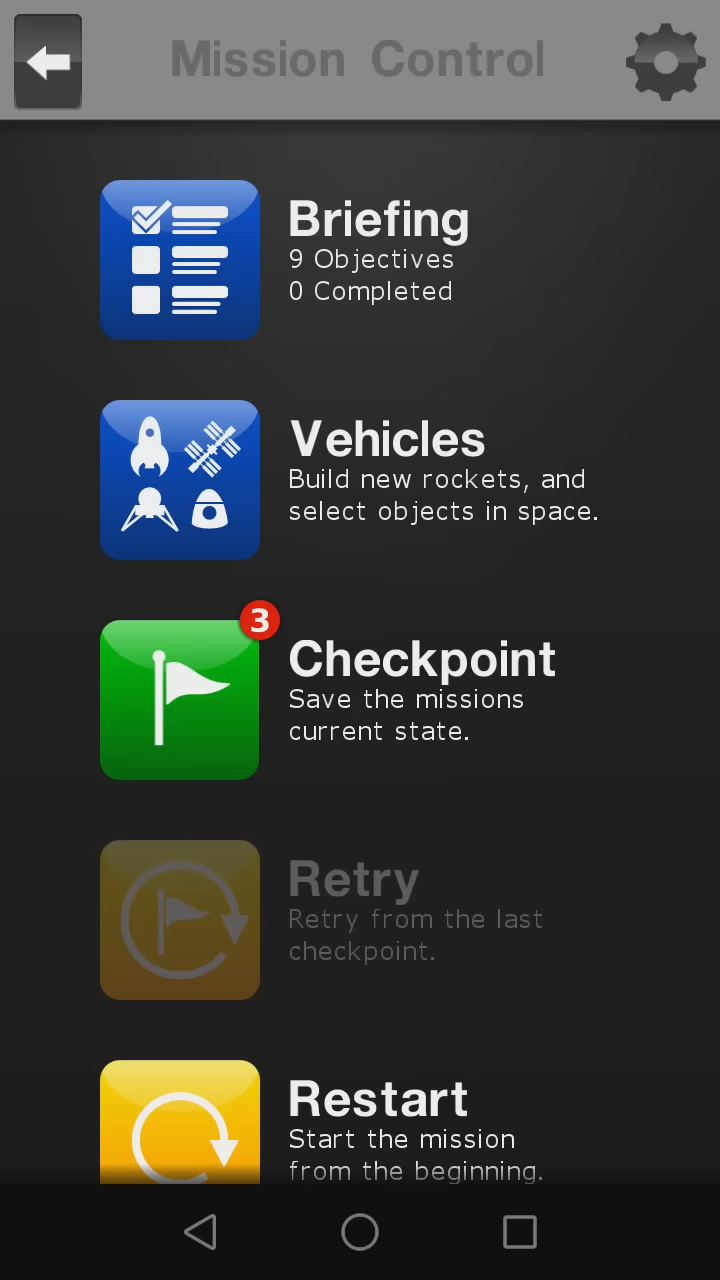 Mission Control
Briefing
9 Objectives
0 Completed
Vehicles
Build new rockets, and
select objects in space.
3
Checkpoint
Save the missions
current state.
Retry
Retry from the last
checkpoint.
Restart
Start the mission
from the beginning.